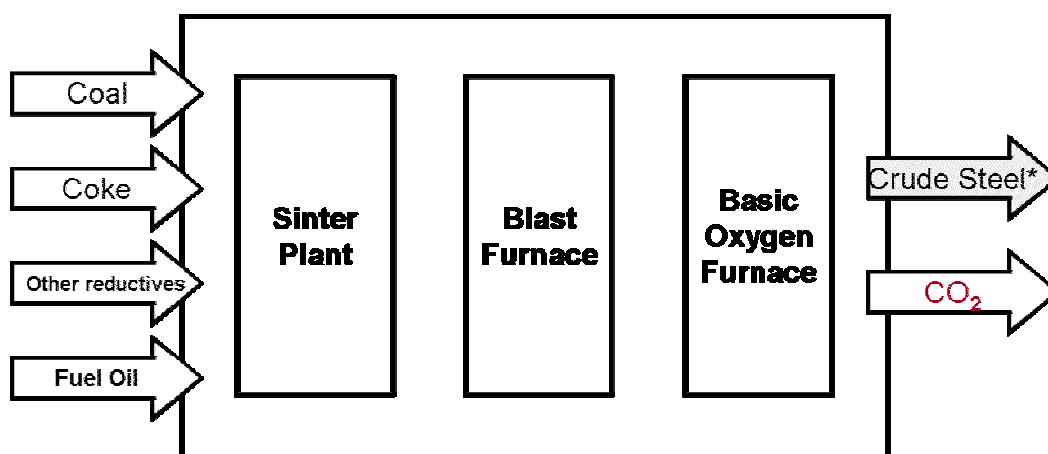 Coal
Coke
Other reductives
Fuel Oil
Sinter
Plant
Blast
Furnace
Basic
Oxygen
Furnace
Crude Steel*
CO₂